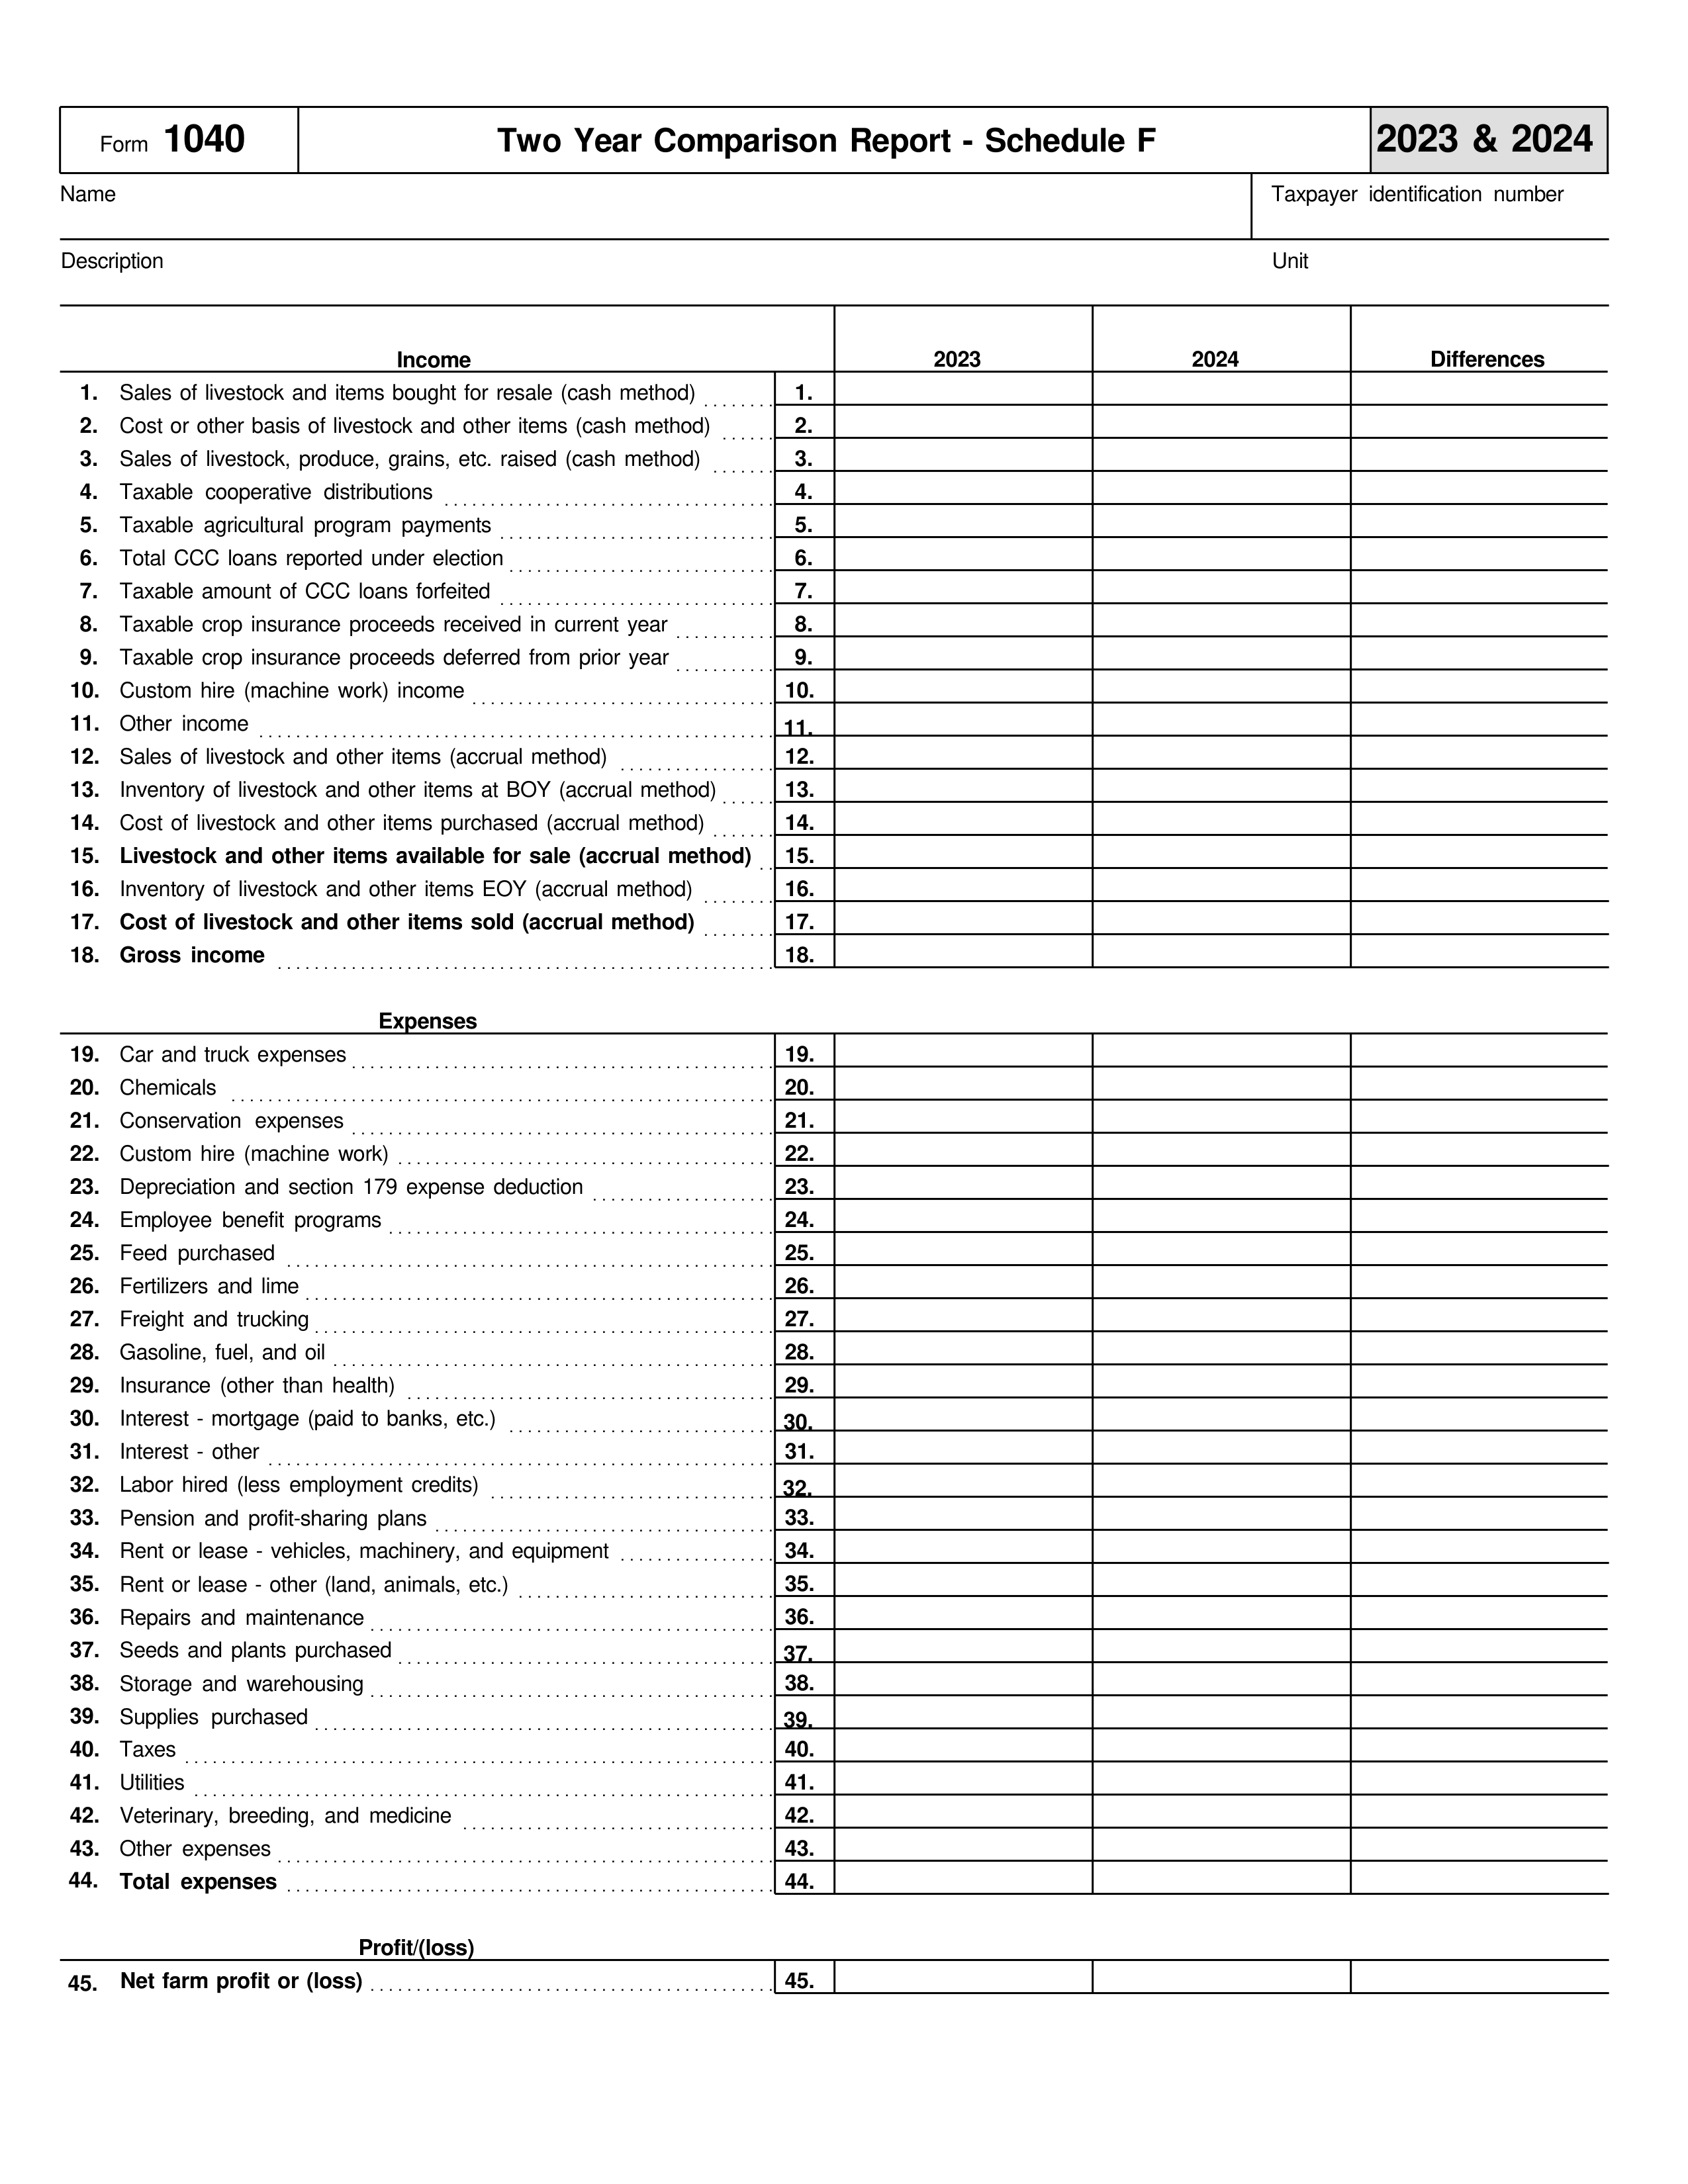 Form 1040 Two Year Comparison Report - Schedule F 2023 & 2024
Name Taxpayer identification number
Description Unit
Income 2023 2024 Differences
1. Sales of livestock and items bought for resale (cash method) 1.
2. Cost or other basis of livestock and other items (cash method) 2.
3. Sales of livestock, produce, grains, etc. raised (cash method) 3.
4. Taxable cooperative distributions 4.
5. Taxable agricultural program payments 5.
6. Total CCC loans reported under election 6.
7. Taxable amount of CCC loans forfeited 7.
8. Taxable crop insurance proceeds received in current year 8.
9. Taxable crop insurance proceeds deferred from prior year 9.
10. Custom hire (machine work) income 10.
11. Other income 11.
12. Sales of livestock and other items (accrual method) 12.
13. Inventory of livestock and other items at BOY (accrual method) 13.
14. Cost of livestock and other items purchased (accrual method) 14.
15. Livestock and other items available for sale (accrual method) 15.
16. Inventory of livestock and other items EOY (accrual method) 16.
17. Cost of livestock and other items sold (accrual method) 17.
18. Gross income 18.
Expenses
19. Car and truck expenses 19.
20. Chemicals 20.
21. Conservation expenses 21.
22. Custom hire (machine work) 22.
23. Depreciation and section 179 expense deduction 23.
24. Employee benefit programs 24.
25. Feed purchased 25.
26. Fertilizers and lime 26.
27. Freight and trucking 27.
28. Gasoline, fuel, and oil 28.
29. Insurance (other than health) 29.
30. Interest - mortgage (paid to banks, etc.) 30.
31. Interest - other 31.
32. Labor hired (less employment credits) 32.
33. Pension and profit-sharing plans 33.
34. Rent or lease - vehicles, machinery, and equipment 34.
35. Rent or lease - other (land, animals, etc.) 35.
36. Repairs and maintenance 36.
37. Seeds and plants purchased 37.
38. Storage and warehousing 38.
39. Supplies purchased 39.
40. Taxes 40.
41. Utilities 41.
42. Veterinary, breeding, and medicine 42.
43. Other expenses 43.
44. Total expenses 44.
Profit/(loss)
45. Net farm profit or (loss) 45.